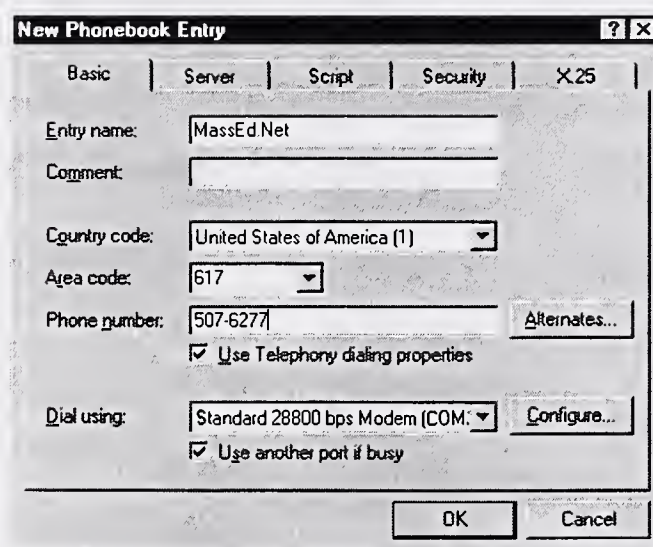 New Phonebook Entry
Basic Server Script Security X.25
Entry name: MassEd.Net
Comment:
Country code: United States of America (1)
Area code: 617
Phone number: 507-6277 Alternates...
Use Telephony dialing properties
Dial using: Standard 28800 bps Modem (COM: Configure...
Use another port if busy
OK Cancel